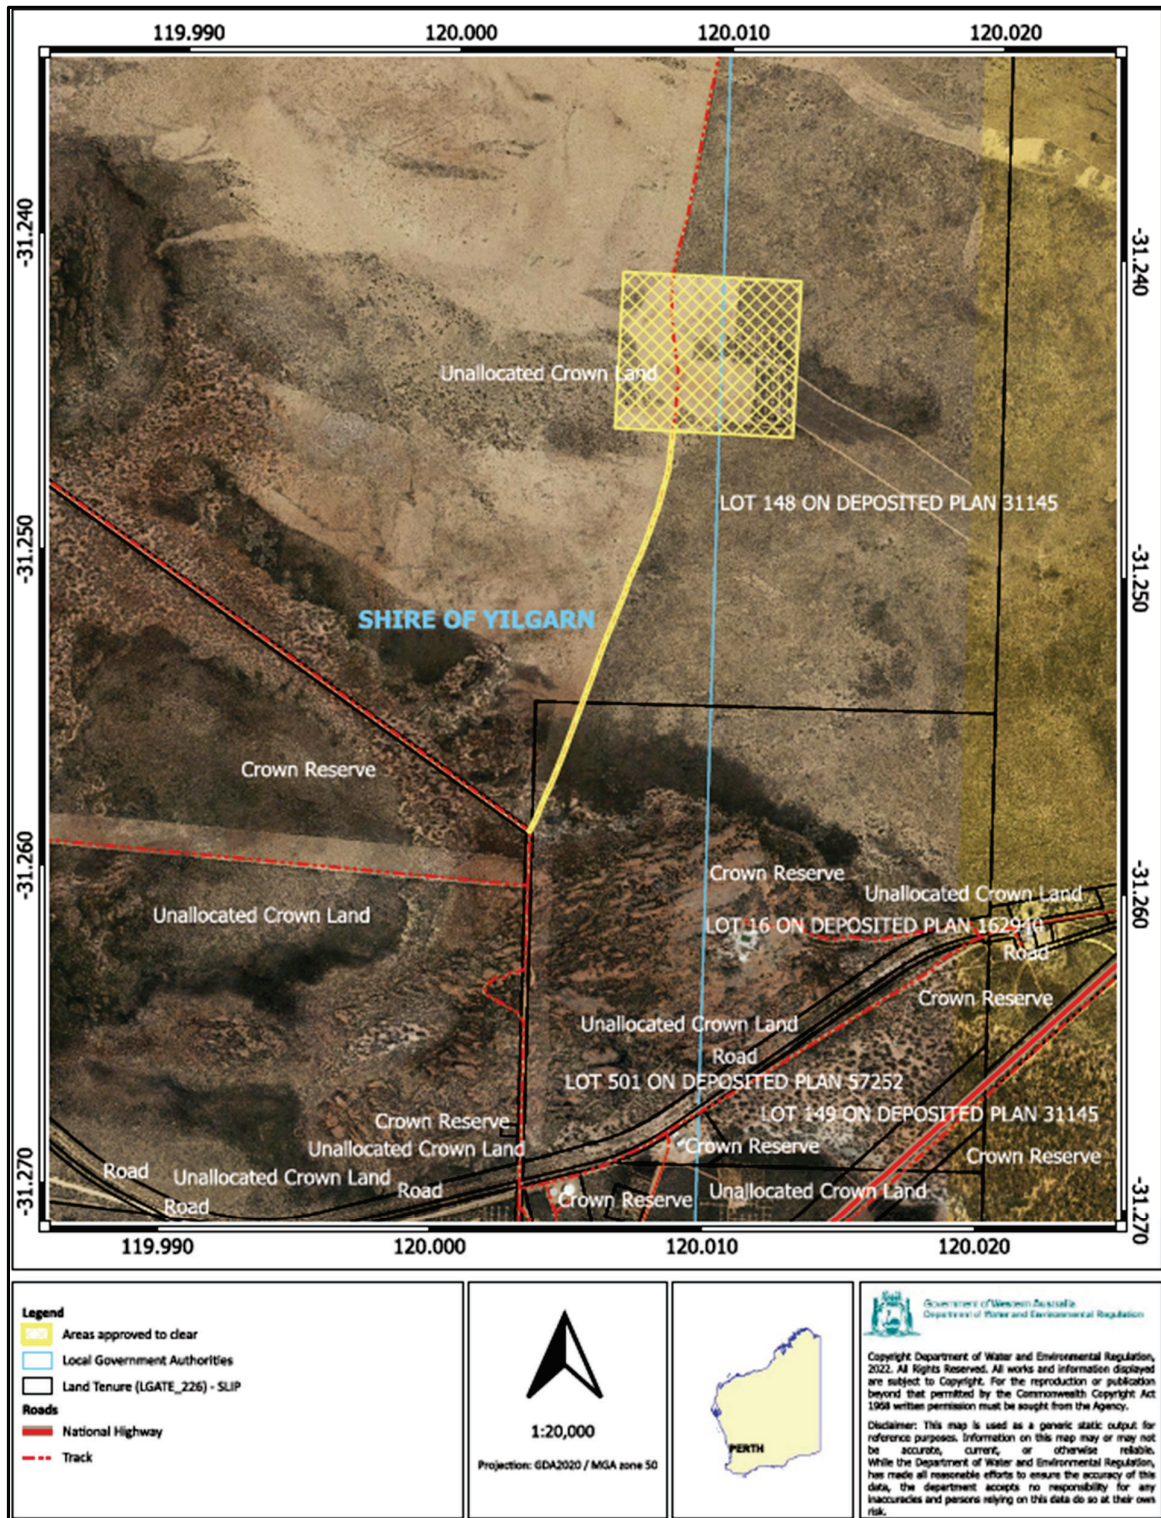 119.990 120.000 120.010 120.020
-31.240
-31.240
Unallocated Crown Land
LOT 148 ON DEPOSITED PLAN 31145
-31.250
-31.250
SHIRE OF YILGARN
Crown Reserve
-31.260
Crown Reserve
Unallocated Crown Land
-31.260
Unallocated Crown Land
LOT 16 ON DEPOSITED PLAN 162940
Road
Crown Reserve
Unallocated Crown Land
Road
LOT 501 ON DEPOSITED PLAN 57252
LOT 149 ON DEPOSITED PLAN 31145
Crown Reserve
Unallocated Crown Land
Crown Reserve
Crown Reserve
-31.270
Road
Unallocated Crown Land
Road
Road
Crown Reserve
Unallocated Crown Land
-31.270
119.990 120.000 120.010 120.020
Legend
Areas approved to clear
Local Government Authorities
Land Tenure (LGATE_226) - SLIP
Roads
National Highway
Track
1:20,000
Projection: GDA2020 / MGA zone 50
PERTH
Government of Western Australia
Department of Water and Environmental Regulation
Copyright Department of Water and Environmental Regulation,
2022. All Rights Reserved. All works and information displayed
are subject to Copyright. For the reproduction or publication
beyond that permitted by the Commonwealth Copyright Act
1968 written permission must be sought from the Agency.
Disclaimer: This map is used as a generic static output for
reference purposes. Information on this map may or may not
be accurate, current, or otherwise reliable.
While the Department of Water and Environmental Regulation,
has made all reasonable efforts to ensure the accuracy of this
data, the department accepts no responsibility for any
inaccuracies and persons relying on this data do so at their own
risk.